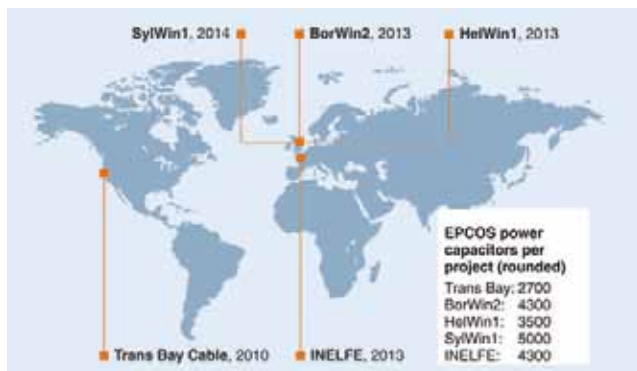 SylWin1, 2014
BorWin2, 2013
HelWin1, 2013
EPCOS power
capacitors per
project (rounded)
Trans Bay: 2700
BorWin2: 4300
HelWin1: 3500
SylWin1: 5000
INELFE: 4300
Trans Bay Cable, 2010
INELFE, 2013